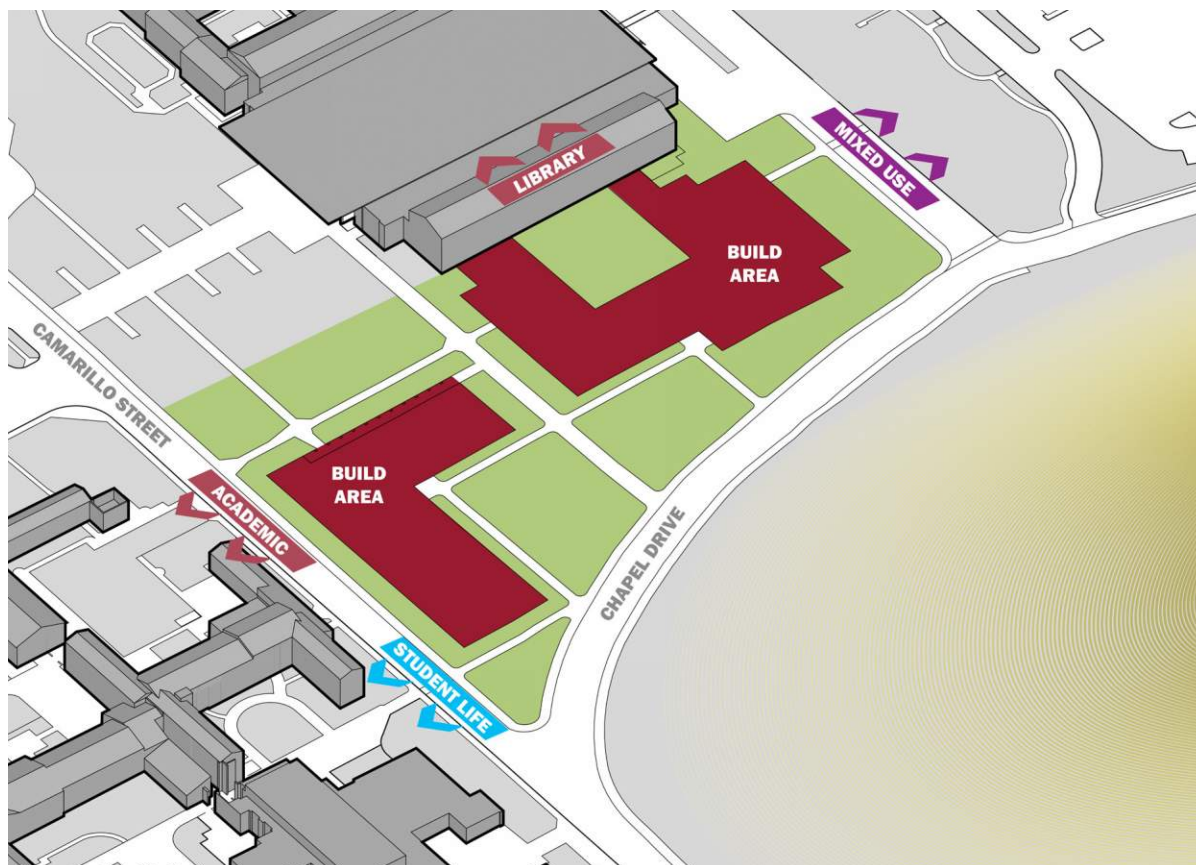 MIXED USE
LIBRARY
BUILD
AREA
CAMARILLO STREET
BUILD
AREA
ACADEMIC
CHAPEL DRIVE
STUDENT LIFE